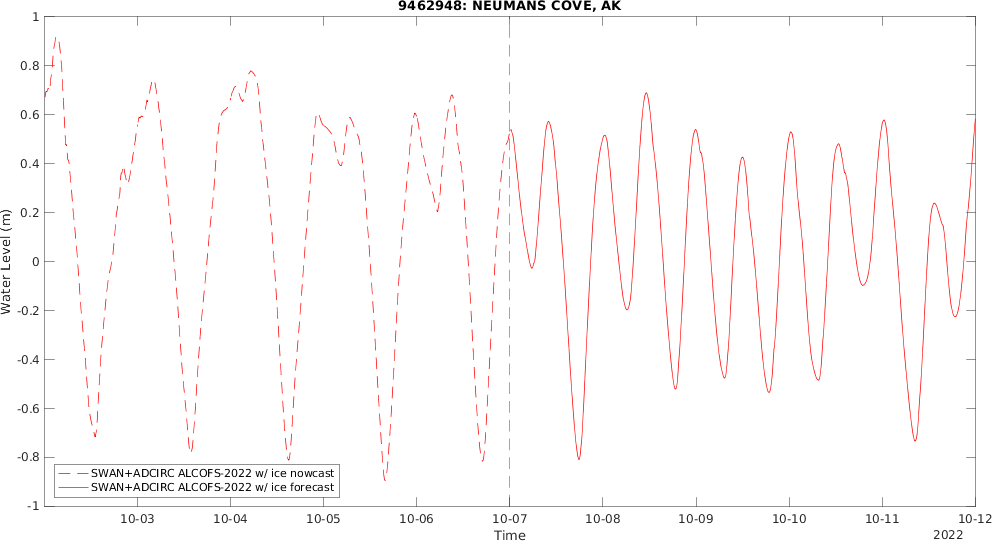 9462948: NEUMANS COVE, AK
Water Level (m)
1
0.8
0.6
0.4
0.2
0
-0.2
-0.4
-0.6
-0.8
-1
SWAN+ADCIRC ALCOFS-2022 w/ ice nowcast
SWAN+ADCIRC ALCOFS-2022 w/ ice forecast
10-03 10-04 10-05 10-06 10-07 10-08 10-09 10-10 10-11 10-12
Time
2022